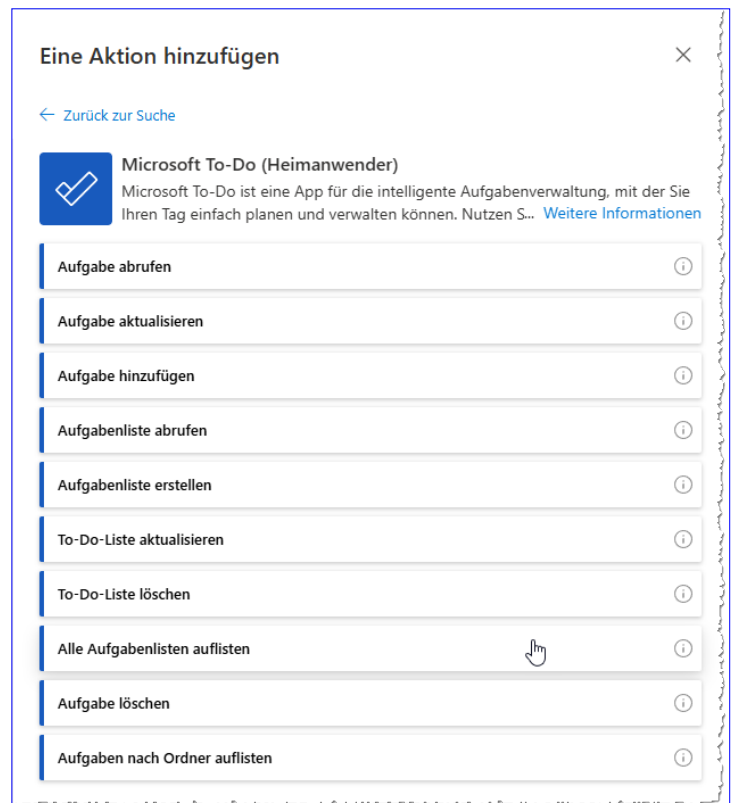 Eine Aktion hinzufügen
Zurück zur Suche
Microsoft To-Do (Heimanwender)
Microsoft To-Do ist eine App für die intelligente Aufgabenverwaltung, mit der Sie
Ihren Tag einfach planen und verwalten können. Nutzen S... Weitere Informationen
Aufgabe abrufen
Aufgabe aktualisieren
Aufgabe hinzufügen
Aufgabenliste abrufen
Aufgabenliste erstellen
To-Do-Liste aktualisieren
To-Do-Liste löschen
Alle Aufgabenlisten auflisten
Aufgabe löschen
Aufgaben nach Ordner auflisten